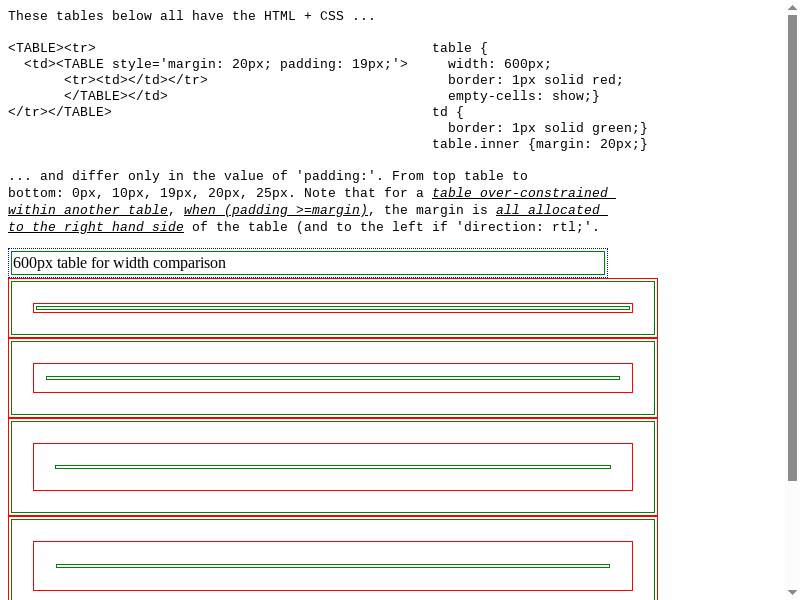 These tables below all have the HTML + CSS ...
<TABLE><tr>                                          table {
  <td><TABLE style='margin: 20px; padding: 19px;'>     width: 600px;
       <tr><td></td></tr>                              border: 1px solid red;
       </TABLE></td>                                   empty-cells: show;}
</tr></TABLE>                                        td {
                                                       border: 1px solid green;}
                                                     table.inner {margin: 20px;}
... and differ only in the value of 'padding:'. From top table to
bottom: 0px, 10px, 19px, 20px, 25px. Note that for a table over-constrained
within another table, when (padding >=margin), the margin is all allocated
to the right hand side of the table (and to the left if 'direction: rtl;'.
600px table for width comparison